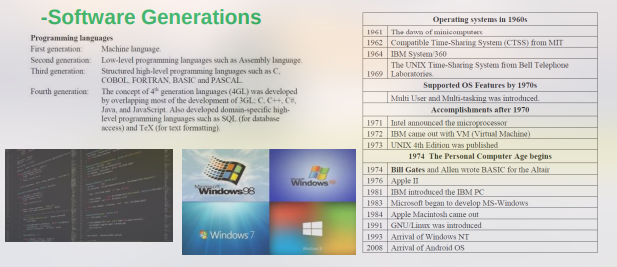 -Software Generations
Programming languages
First generation: Machine language.
Second generation: Low-level programming languages such as Assembly language.
Third generation: Structured high-level programming languages such as C,
COBOL, FORTRAN, BASIC and PASCAL.
Fourth generation: The concept of 4th generation languages (4GL) was developed
by overlapping most of the development of 3GL; C, C++, C#,
Java, and JavaScript. Also developed domain-specific high-
level programming languages such as SQL (for database
access) and TeX (for text formatting).
Windows98
Windows
Windows7
Operating systems in 1960s
1961 The dawn of minicomputers
1962 Compatible Time-Sharing System (CTSS) from MIT
1964 IBM System/360
The UNIX Time-Sharing System from Bell Telephone
1969 Laboratories.
Supported OS Features by 1970s
Multi User and Multi-tasking was introduced.
Accomplishments after 1970
1971 Intel announced the microprocessor
1972 IBM came out with VM (Virtual Machine)
1973 UNIX 4th Edition was published
1974 The Personal Computer Age begins
1974 Bill Gates and Allen wrote BASIC for the Altair
1976 Apple II
1981 IBM introduced the IBM PC
1983 Microsoft began to develop MS-Windows
1984 Apple Macintosh came out
1991 GNU/Linux was introduced
1993 Arrival of Windows NT
2008 Arrival of Android OS